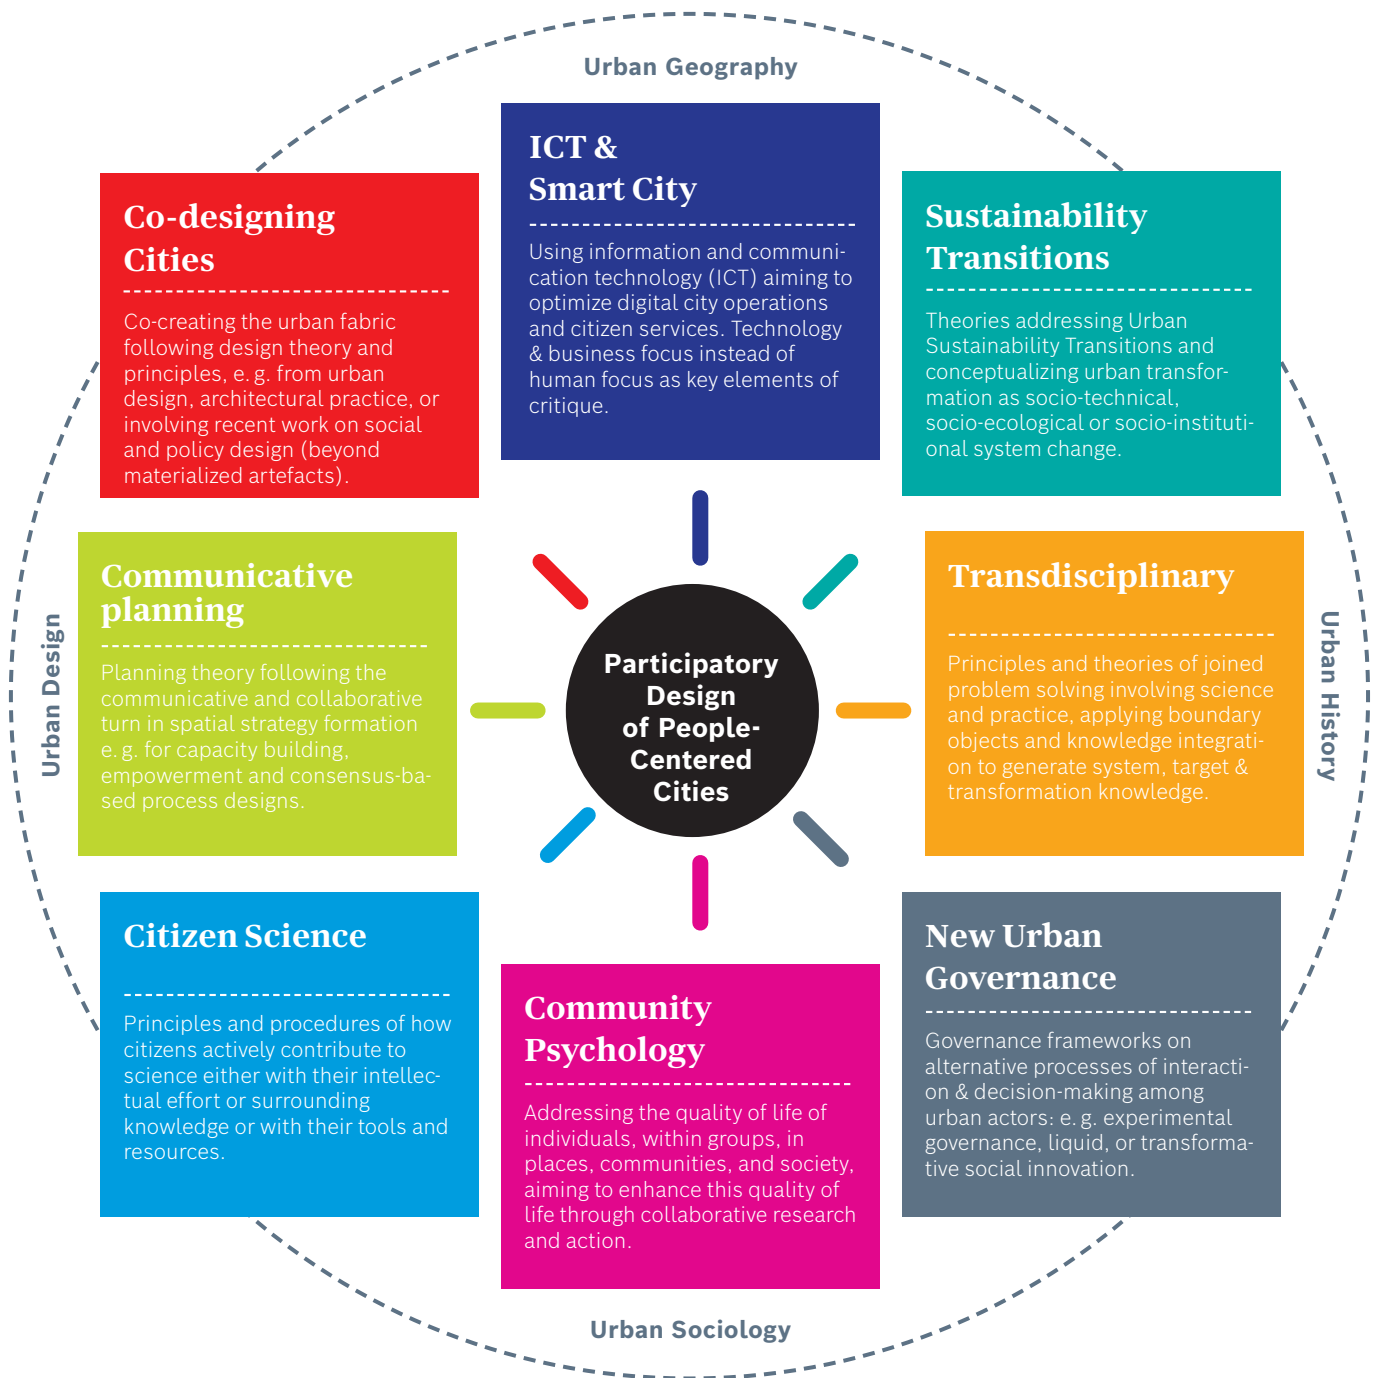 Urban Geography
ICT &
Smart City
Using information and communi-
cation technology (ICT) aiming to
optimize digital city operations
and citizen services. Technology
& business focus instead of
human focus as key elements of
critique.
Co-designing
Cities
Co-creating the urban fabric
following design theory and
principles, e. g. from urban
design, architectural practice, or
involving recent work on social
and policy design (beyond
materialized artefacts).
Sustainability
Transitions
Theories addressing Urban
Sustainability Transitions and
conceptualizing urban transfor-
mation as socio-technical,
socio-ecological or socio-instituti-
onal system change.
Urban Design
Communicative
planning
Planning theory following the
communicative and collaborative
turn in spatial strategy formation
e. g. for capacity building,
empowerment and consensus-ba-
sed process designs.
Participatory
Design
of People-
Centered
Cities
Transdisciplinary
Principles and theories of joined
problem solving involving science
and practice, applying boundary
objects and knowledge integrati-
on to generate system, target &
transformation knowledge.
Urban History
Citizen Science
Principles and procedures of how
citizens actively contribute to
science either with their intellec-
tual effort or surrounding
knowledge or with their tools and
resources.
Community
Psychology
Addressing the quality of life of
individuals, within groups, in
places, communities, and society,
aiming to enhance this quality of
life through collaborative research
and action.
New Urban
Governance
Governance frameworks on
alternative processes of interacti-
on & decision-making among
urban actors: e. g. experimental
governance, liquid, or transforma-
tive social innovation.
Urban Sociology